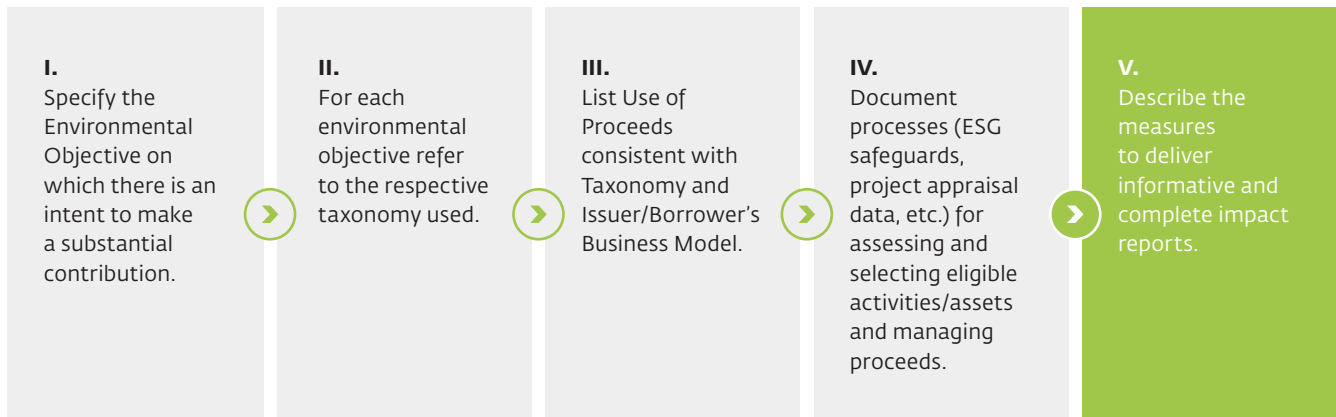 I.
Specify the
Environmental
Objective on
which there is an
intent to make
a substantial
contribution.
II.
For each
environmental
objective refer
to the respective
taxonomy used.
III.
List Use of
Proceeds
consistent with
Taxonomy and
Issuer/Borrower’s
Business Model.
IV.
Document
processes (ESG
safeguards,
project appraisal
data, etc.) for
assessing and
selecting eligible
activities/assets
and managing
proceeds.
V.
Describe the
measures
to deliver
informative and
complete impact
reports.